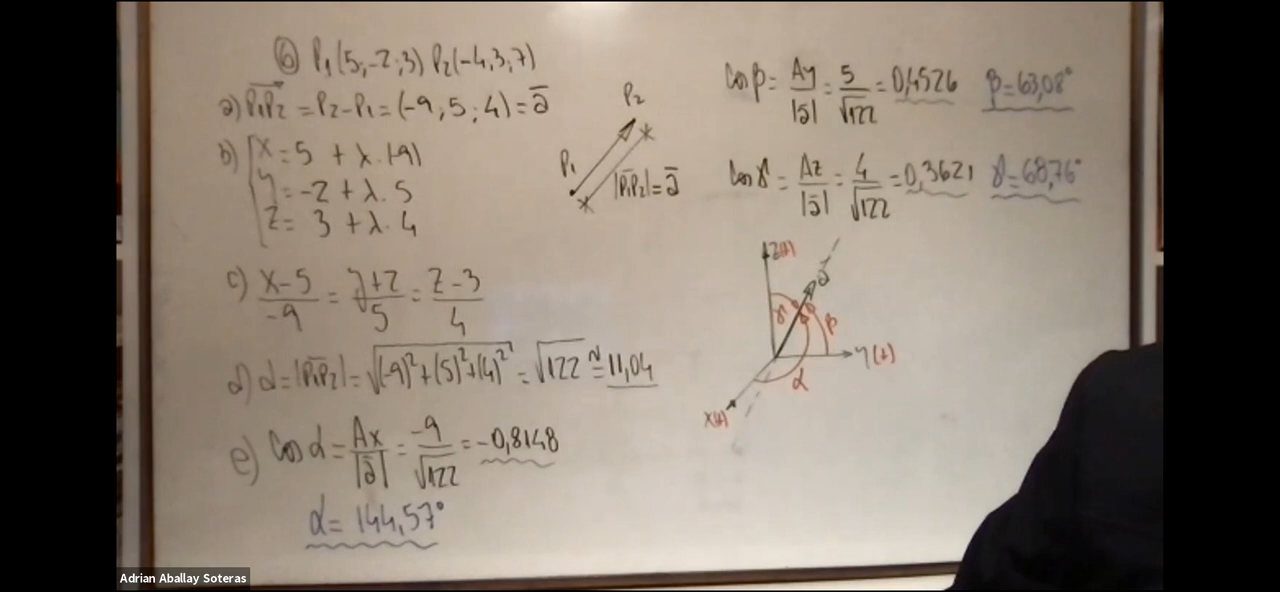 ⑥ P₁(5;-2;3) P₂(-4;3;7)
a) P₁P₂ = P₂-P₁ = (-9;5;4) = a̅
b) { x = 5 + λ.(-9)
y = -2 + λ. 5
z = 3 + λ. 4
c) x-5/-9 = y+2/5 = z-3/4
d) d = |P₁P₂| = √(-9)²+(5)²+(4)² = √122 ≅ 11,04
e) Cos α = Ax/|a̅| = -9/√122 = -0,8148
α = 144,57°
P₂
P₁
|P₁P₂| = a̅
Cos β = Ay/|a̅| = 5/√122 = 0,4526 β = 63,08°
Cos γ = Az/|a̅| = 4/√122 = 0,3621 γ = 68,76°
z(+)
a̅
γ
β
y(+)
α
x(+)
Adrian Aballay Soteras